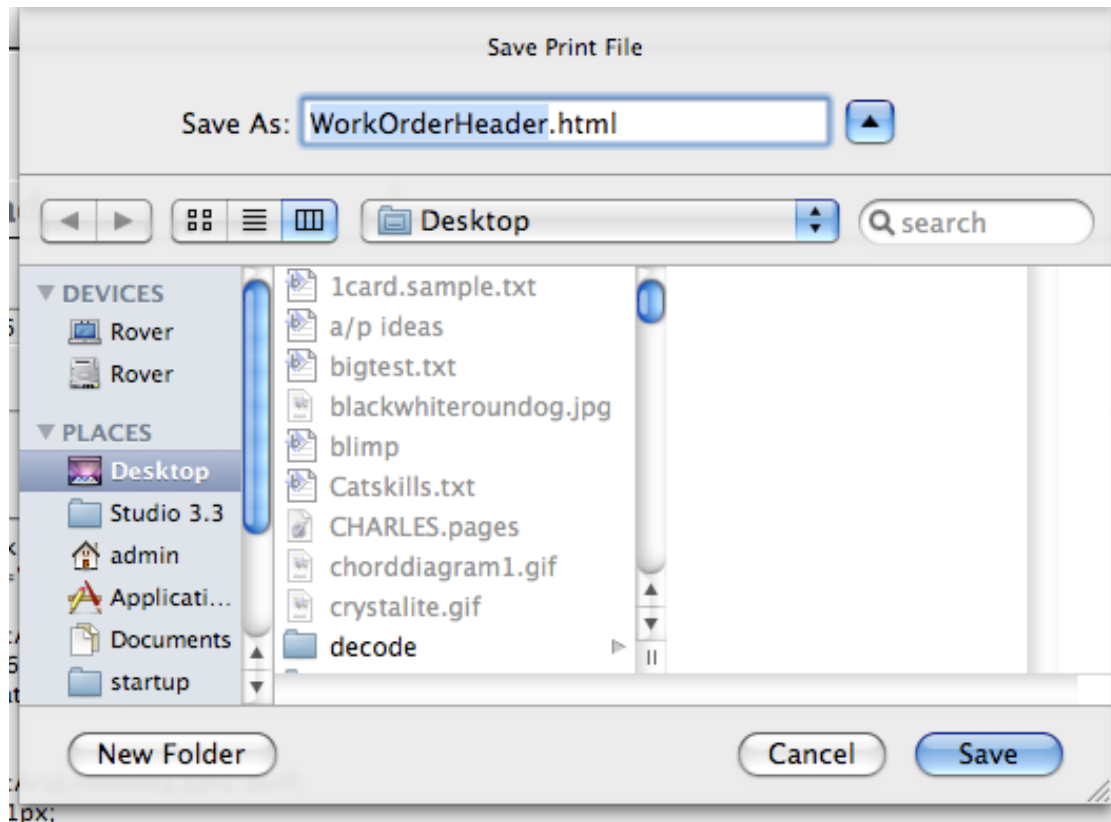 Save Print File
Save As: WorkOrderHeader.html
Desktop
search
DEVICES
Rover
Rover
PLACES
Desktop
Studio 3.3
admin
Applicati...
Documents
startup
1card.sample.txt
a/p ideas
bigtest.txt
blackwhiteroundog.jpg
blimp
Catskills.txt
CHARLES.pages
chorddiagram1.gif
crystalite.gif
decode
New Folder
Cancel
Save
1px;